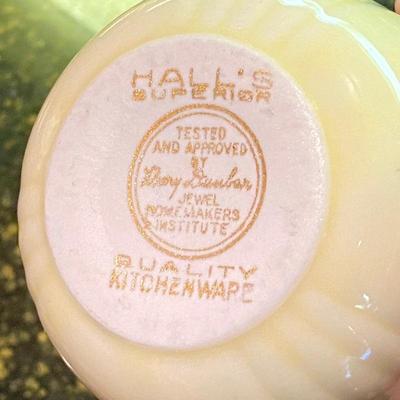 HALL'S
SUPERIOR
TESTED
AND APPROVED
BY
Mary Dunbar
JEWEL
HOMEMAKERS
INSTITUTE
QUALITY
KITCHENWARE